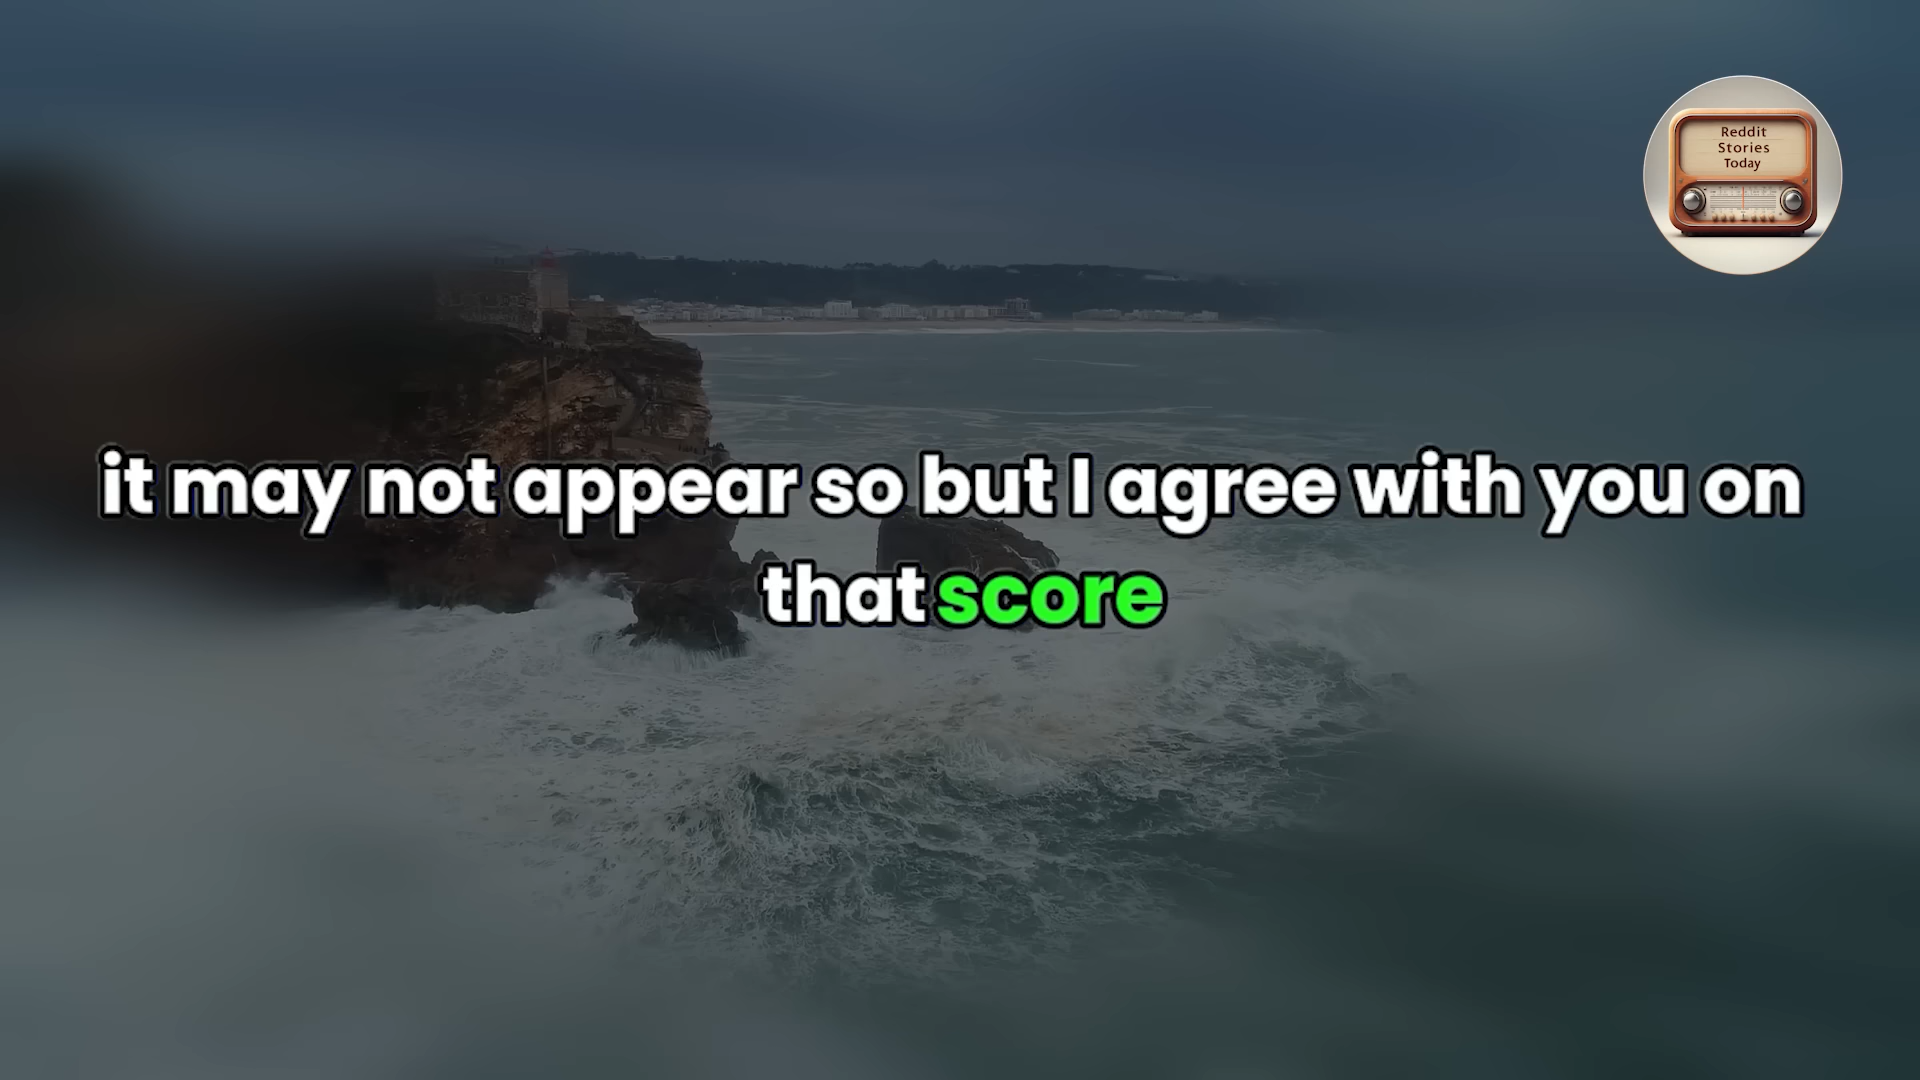 Reddit
Stories
Today
it may not appear so but I agree with you on
that score